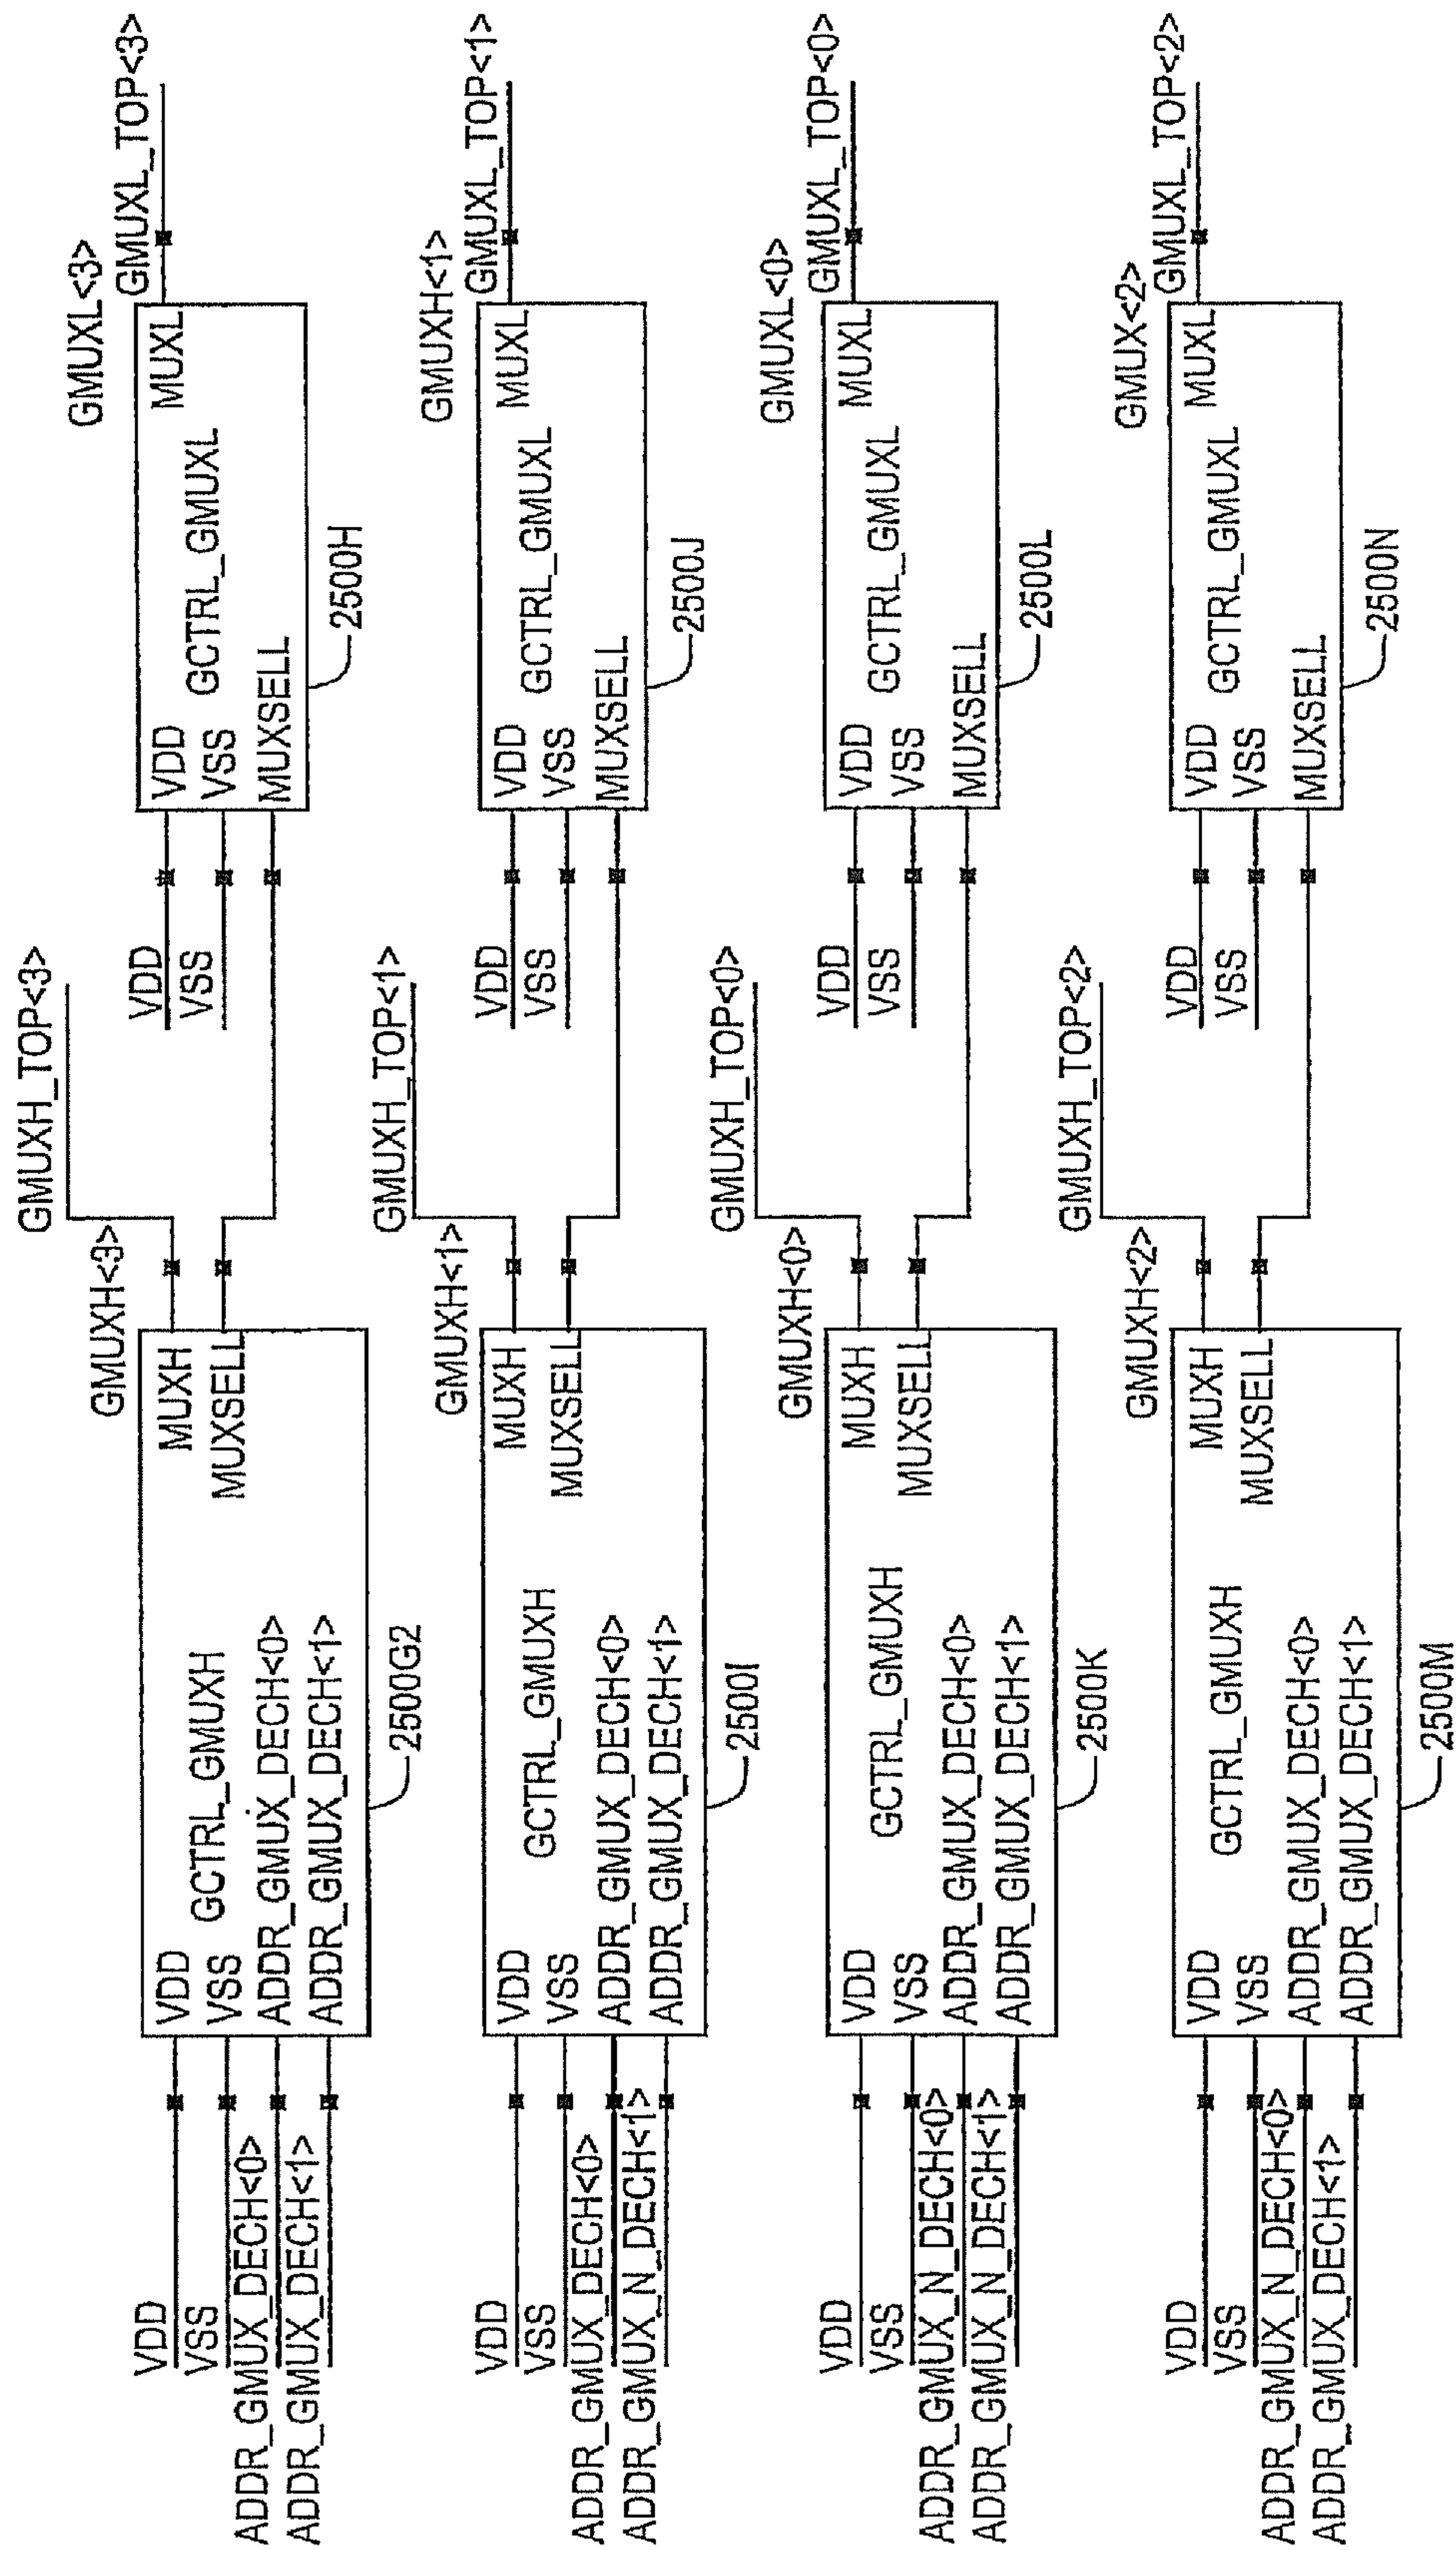 GMUXH_TOP<3>
GMUXL<3>
GMUXL_TOP<3>
GMUXH<3>
VDD
VSS
ADDR_GMUX_DECH<0>
ADDR_GMUX_DECH<1>
VDD
VSS
ADDR_GMUX_DECH<0>
ADDR_GMUX_DECH<1>
GCTRL_GMUXH
MUXH
MUXSELL
2500G2
VDD
VSS
VDD
VSS
MUXSELL
GCTRL_GMUXL
MUXL
2500H
GMUXH_TOP<1>
GMUXH<1>
GMUXL_TOP<1>
GMUXH<1>
VDD
VSS
ADDR_GMUX_DECH<0>
ADDR_GMUX_N_DECH<1>
VDD
VSS
ADDR_GMUX_DECH<0>
ADDR_GMUX_DECH<1>
GCTRL_GMUXH
MUXH
MUXSELL
2500I
VDD
VSS
VDD
VSS
MUXSELL
GCTRL_GMUXL
MUXL
2500J
GMUXH_TOP<0>
GMUXL<0>
GMUXL_TOP<0>
GMUXH<0>
VDD
VSS
ADDR_GMUX_N_DECH<0>
ADDR_GMUX_N_DECH<1>
VDD
VSS
ADDR_GMUX_DECH<0>
ADDR_GMUX_DECH<1>
GCTRL_GMUXH
MUXH
MUXSELL
2500K
VDD
VSS
VDD
VSS
MUXSELL
GCTRL_GMUXL
MUXL
2500L
GMUXH_TOP<2>
GMUX<2>
GMUXL_TOP<2>
GMUXH<2>
VDD
VSS
ADDR_GMUX_N_DECH<0>
ADDR_GMUX_DECH<1>
VDD
VSS
ADDR_GMUX_DECH<0>
ADDR_GMUX_DECH<1>
GCTRL_GMUXH
MUXH
MUXSELL
2500M
VDD
VSS
VDD
VSS
MUXSELL
GCTRL_GMUXL
MUXL
2500N